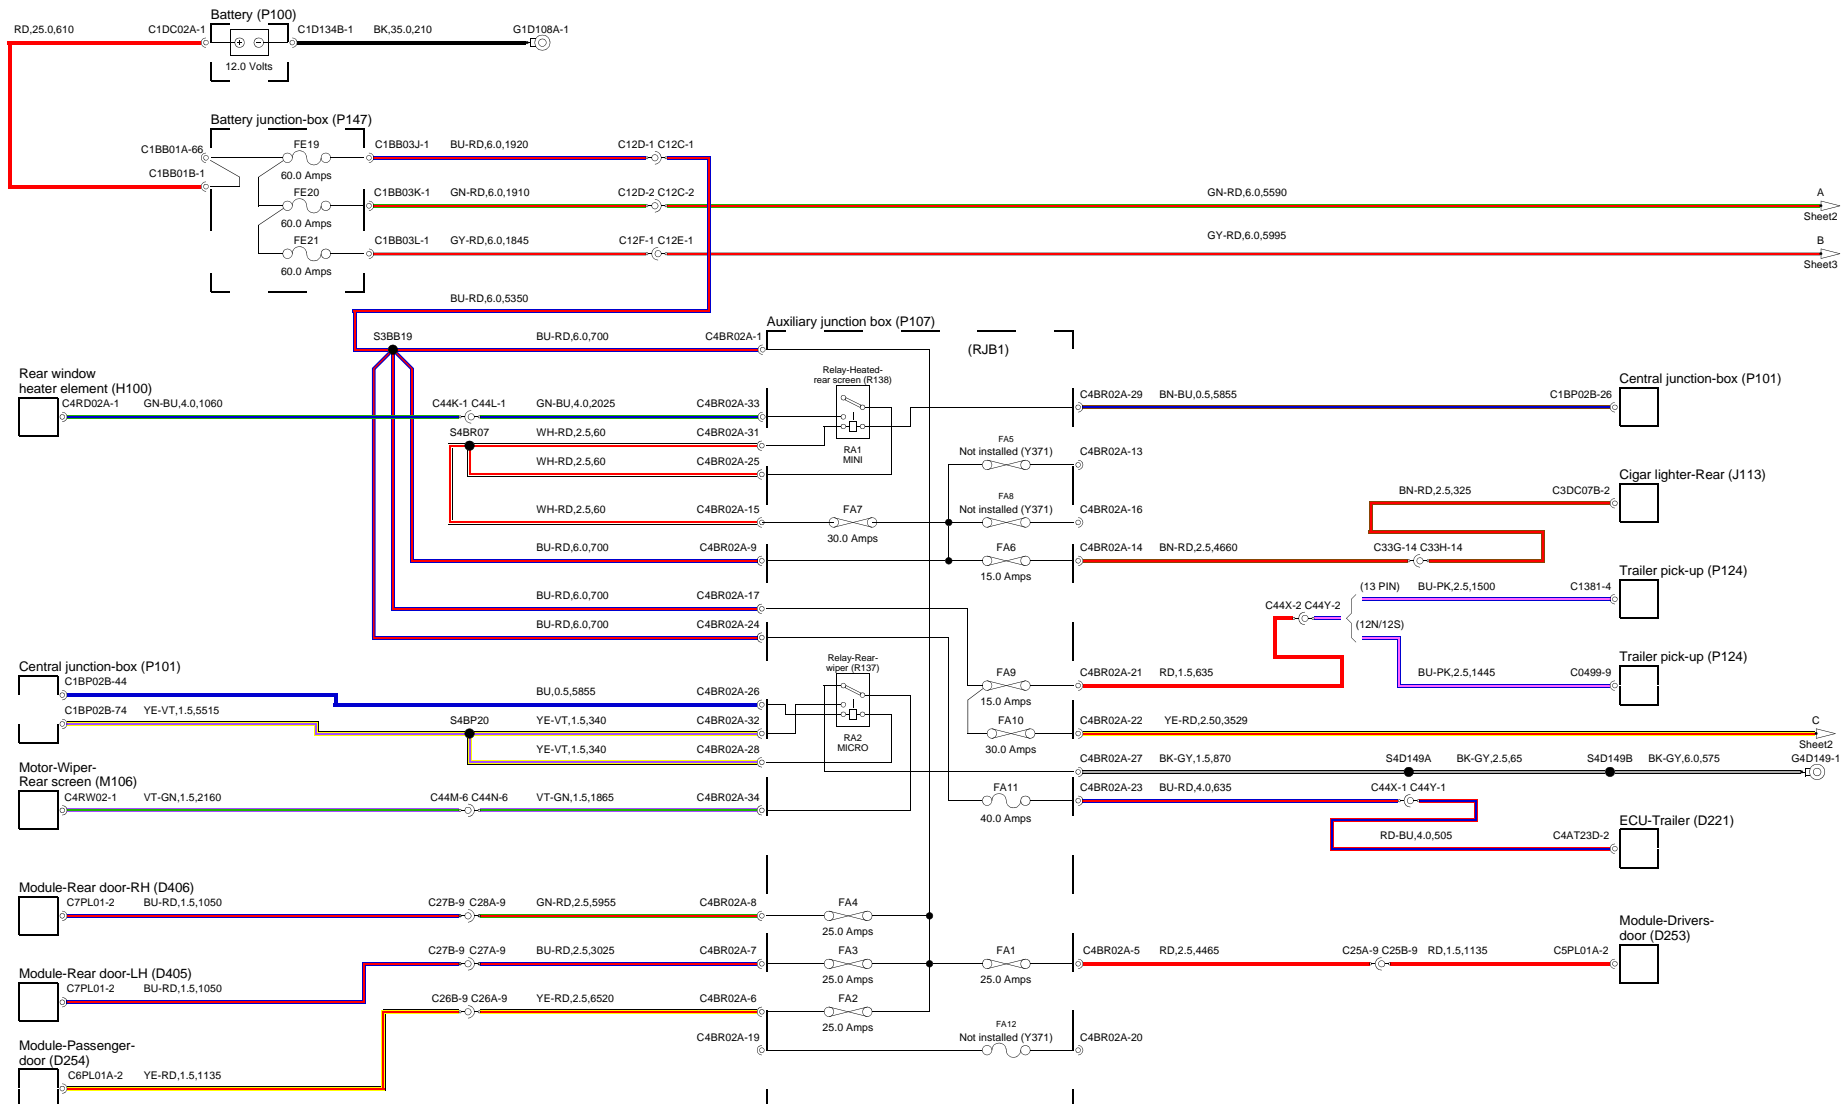 Battery (P100)
RD,25.0,610
C1DC02A-1
C1D134B-1
BK,35.0,210
G1D108A-1
12.0 Volts
Battery junction-box (P147)
C1BB01A-66
FE19
C1BB03J-1
BU-RD,6.0,1920
C12D-1 C12C-1
C1BB01B-1
60.0 Amps
FE20
C1BB03K-1
GN-RD,6.0,1910
C12D-2 C12C-2
GN-RD,6.0,5590
A
60.0 Amps
Sheet2
FE21
C1BB03L-1
GY-RD,6.0,1845
C12F-1 C12E-1
GY-RD,6.0,5995
B
60.0 Amps
Sheet3
BU-RD,6.0,5350
Auxiliary junction box (P107)
S3BB19
BU-RD,6.0,700
C4BR02A-1
(RJB1)
Rear window
heater element (H100)
Relay-Heated-
rear screen (R138)
Central junction-box (P101)
C4RD02A-1
GN-BU,4.0,1060
C44K-1 C44L-1
GN-BU,4.0,2025
C4BR02A-33
C4BR02A-29
BN-BU,0.5,5855
C1BP02B-26
S4BR07
WH-RD,2.5,60
C4BR02A-31
RA1
MINI
FA5
Not installed (Y371)
C4BR02A-13
WH-RD,2.5,60
C4BR02A-25
Cigar lighter-Rear (J113)
BN-RD,2.5,325
C3DC07B-2
WH-RD,2.5,60
C4BR02A-15
FA7
30.0 Amps
FA8
Not installed (Y371)
C4BR02A-16
BU-RD,6.0,700
C4BR02A-9
FA6
15.0 Amps
C4BR02A-14
BN-RD,2.5,4660
C33G-14 C33H-14
Trailer pick-up (P124)
(13 PIN)
BU-PK,2.5,1500
C1381-4
BU-RD,6.0,700
C4BR02A-17
C44X-2 C44Y-2
BU-RD,6.0,700
C4BR02A-24
(12N/12S)
Central junction-box (P101)
Relay-Rear-
wiper (R137)
Trailer pick-up (P124)
C1BP02B-44
BU,0.5,5855
C4BR02A-26
FA9
15.0 Amps
C4BR02A-21
RD,1.5,635
BU-PK,2.5,1445
C0499-9
C1BP02B-74
YE-VT,1.5,5515
S4BP20
YE-VT,1.5,340
C4BR02A-32
FA10
30.0 Amps
C4BR02A-22
YE-RD,2.50,3529
C
Sheet2
YE-VT,1.5,340
C4BR02A-28
RA2
MICRO
C4BR02A-27
BK-GY,1.5,870
S4D149A
BK-GY,2.5,65
S4D149B
BK-GY,6.0,575
G4D149-1
Motor-Wiper-
Rear screen (M106)
C4RW02-1
VT-GN,1.5,2160
C44M-6 C44N-6
VT-GN,1.5,1865
C4BR02A-34
FA11
40.0 Amps
C4BR02A-23
BU-RD,4.0,635
C44X-1 C44Y-1
ECU-Trailer (D221)
RD-BU,4.0,505
C4AT23D-2
Module-Rear door-RH (D406)
C7PL01-2
BU-RD,1.5,1050
C27B-9 C28A-9
GN-RD,2.5,5955
C4BR02A-8
FA4
25.0 Amps
Module-Drivers-
door (D253)
C27B-9 C27A-9
BU-RD,2.5,3025
C4BR02A-7
FA3
25.0 Amps
FA1
25.0 Amps
C4BR02A-5
RD,2.5,4465
C25A-9 C25B-9
RD,1.5,1135
C5PL01A-2
Module-Rear door-LH (D405)
C7PL01-2
BU-RD,1.5,1050
C26B-9 C26A-9
YE-RD,2.5,6520
C4BR02A-6
FA2
25.0 Amps
C4BR02A-19
FA12
Not installed (Y371)
C4BR02A-20
Module-Passenger-
door (D254)
C6PL01A-2
YE-RD,1.5,1135